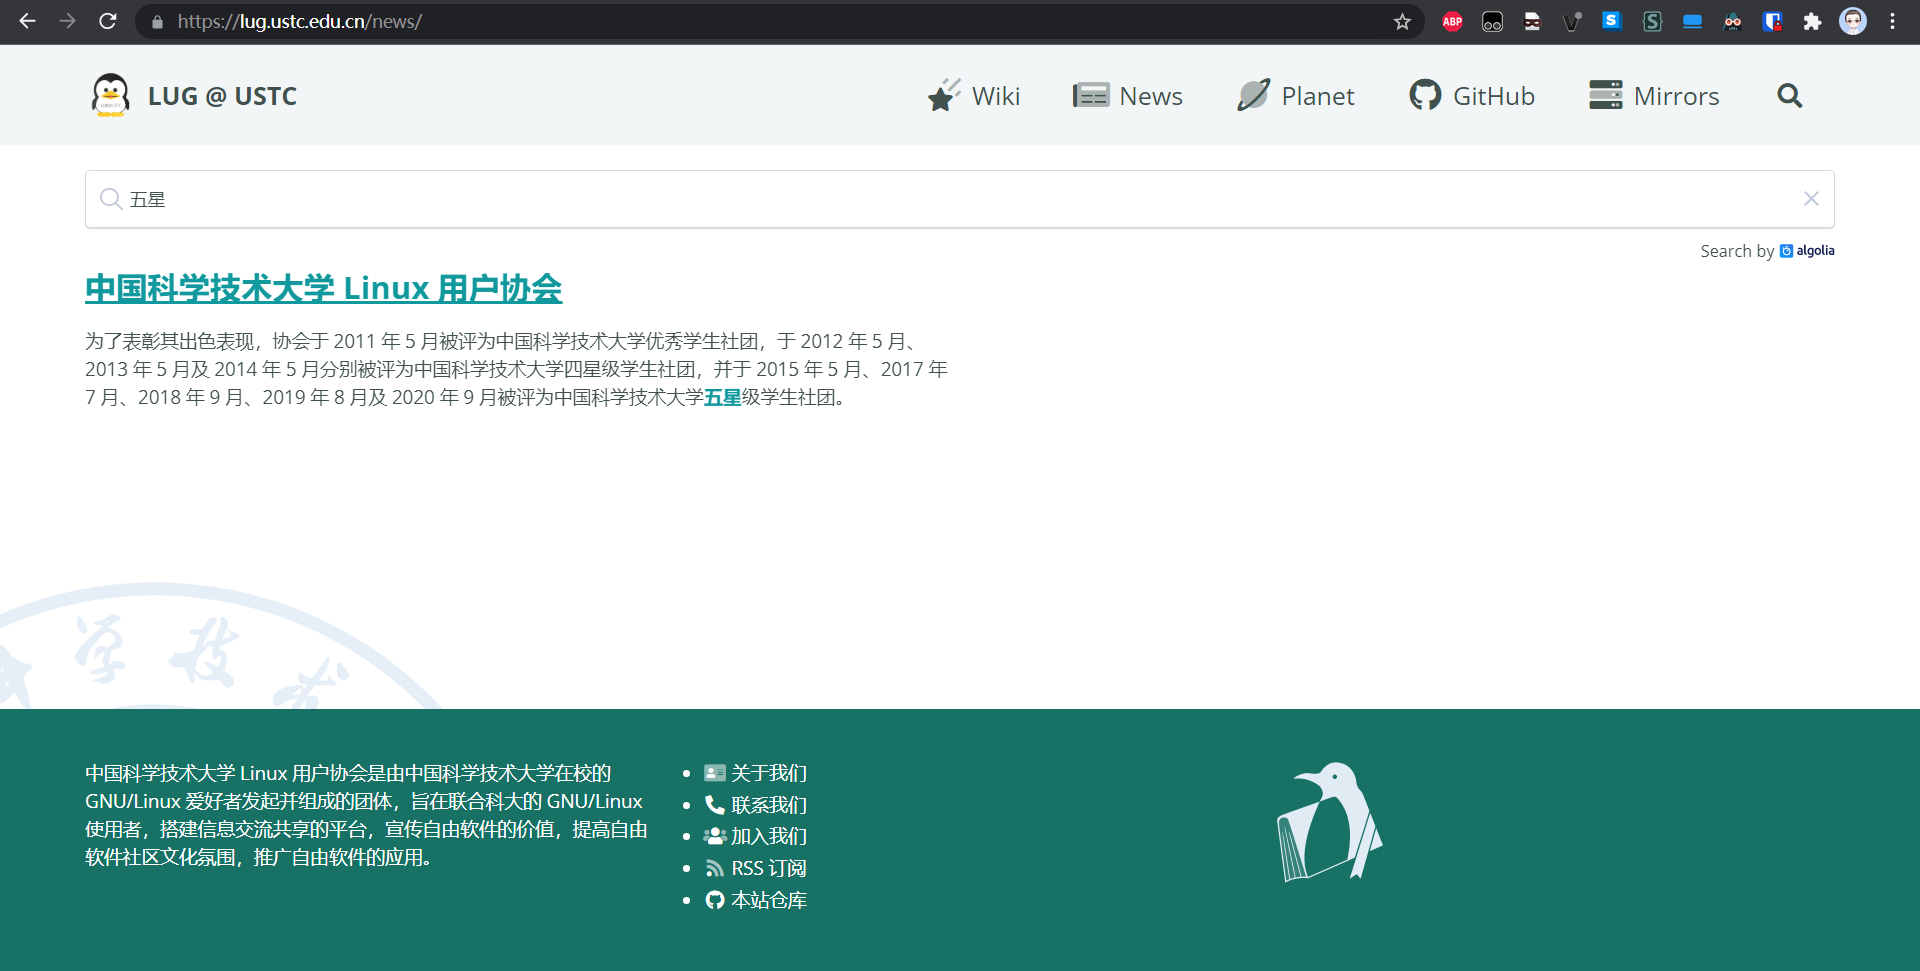 https://lug.ustc.edu.cn/news/
ABP
LUG @ USTC
Wiki
News
Planet
GitHub
Mirrors
五星
Search by algolia
中国科学技术大学 Linux 用户协会
为了表彰其出色表现，协会于 2011 年 5 月被评为中国科学技术大学优秀学生社团，于 2012 年 5 月、
2013 年 5 月及 2014 年 5 月分别被评为中国科学技术大学四星级学生社团，并于 2015 年 5 月、2017 年
7 月、2018 年 9 月、2019 年 8 月及 2020 年 9 月被评为中国科学技术大学五星级学生社团。
学技术
中国科学技术大学 Linux 用户协会是由中国科学技术大学在校的
GNU/Linux 爱好者发起并组成的团体，旨在联合科大的 GNU/Linux
使用者，搭建信息交流共享的平台，宣传自由软件的价值，提高自由
软件社区文化氛围，推广自由软件的应用。
关于我们
联系我们
加入我们
RSS 订阅
本站仓库